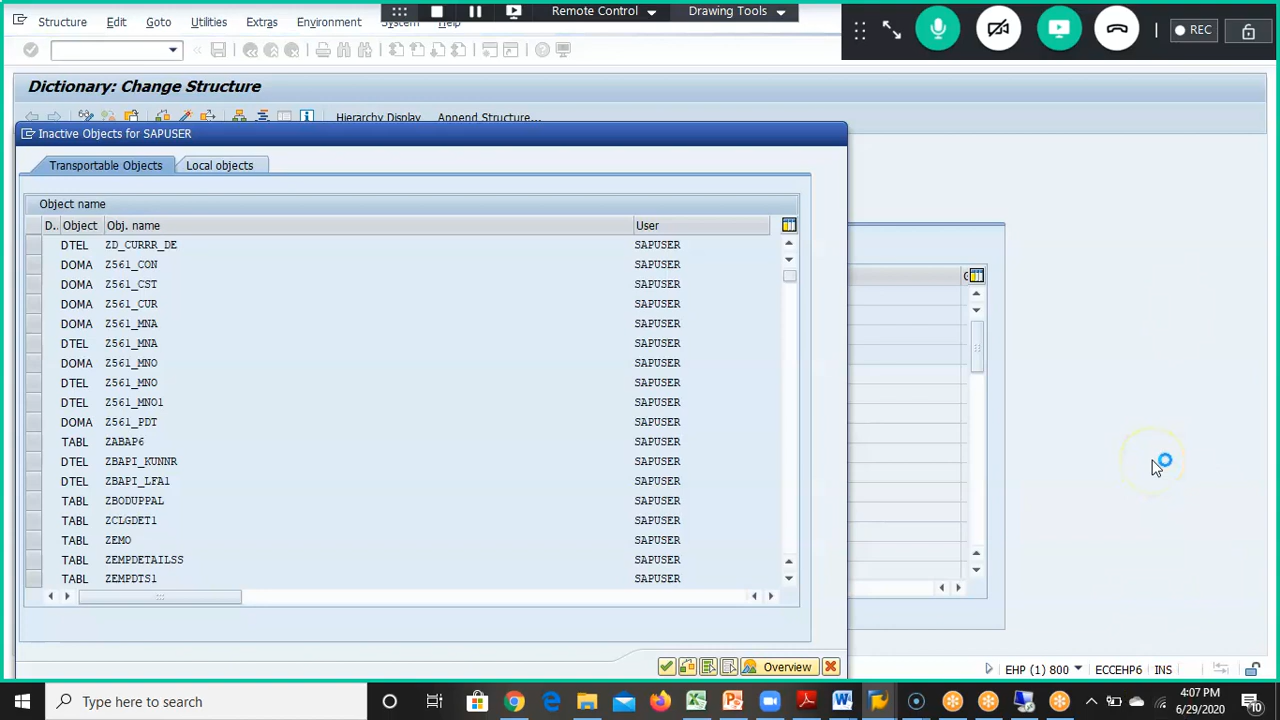 Structure Edit Goto Utilities Extras Environment System Help
Remote Control Drawing Tools
REC
Dictionary: Change Structure
Hierarchy Display Append Structure...
Inactive Objects for SAPUSER
Transportable Objects Local objects
Object name
D.. Object Obj. name User
DTEL ZD_CURRR_DE SAPUSER
DOMA Z561_CON SAPUSER
DOMA Z561_CST SAPUSER
DOMA Z561_CUR SAPUSER
DOMA Z561_MNA SAPUSER
DTEL Z561_MNA SAPUSER
DOMA Z561_MNO SAPUSER
DTEL Z561_MNO SAPUSER
DTEL Z561_MNO1 SAPUSER
DOMA Z561_PDT SAPUSER
TABL ZABAP6 SAPUSER
DTEL ZBAPI_KUNNR SAPUSER
DTEL ZBAPI_LFA1 SAPUSER
TABL ZBODUPPAL SAPUSER
TABL ZCLGDET1 SAPUSER
TABL ZEMO SAPUSER
TABL ZEMPDETAILSS SAPUSER
TABL ZEMPDTS1 SAPUSER
Overview
EHP (1) 800 ECCEHP6 INS
Type here to search
4:07 PM
6/29/2020
10